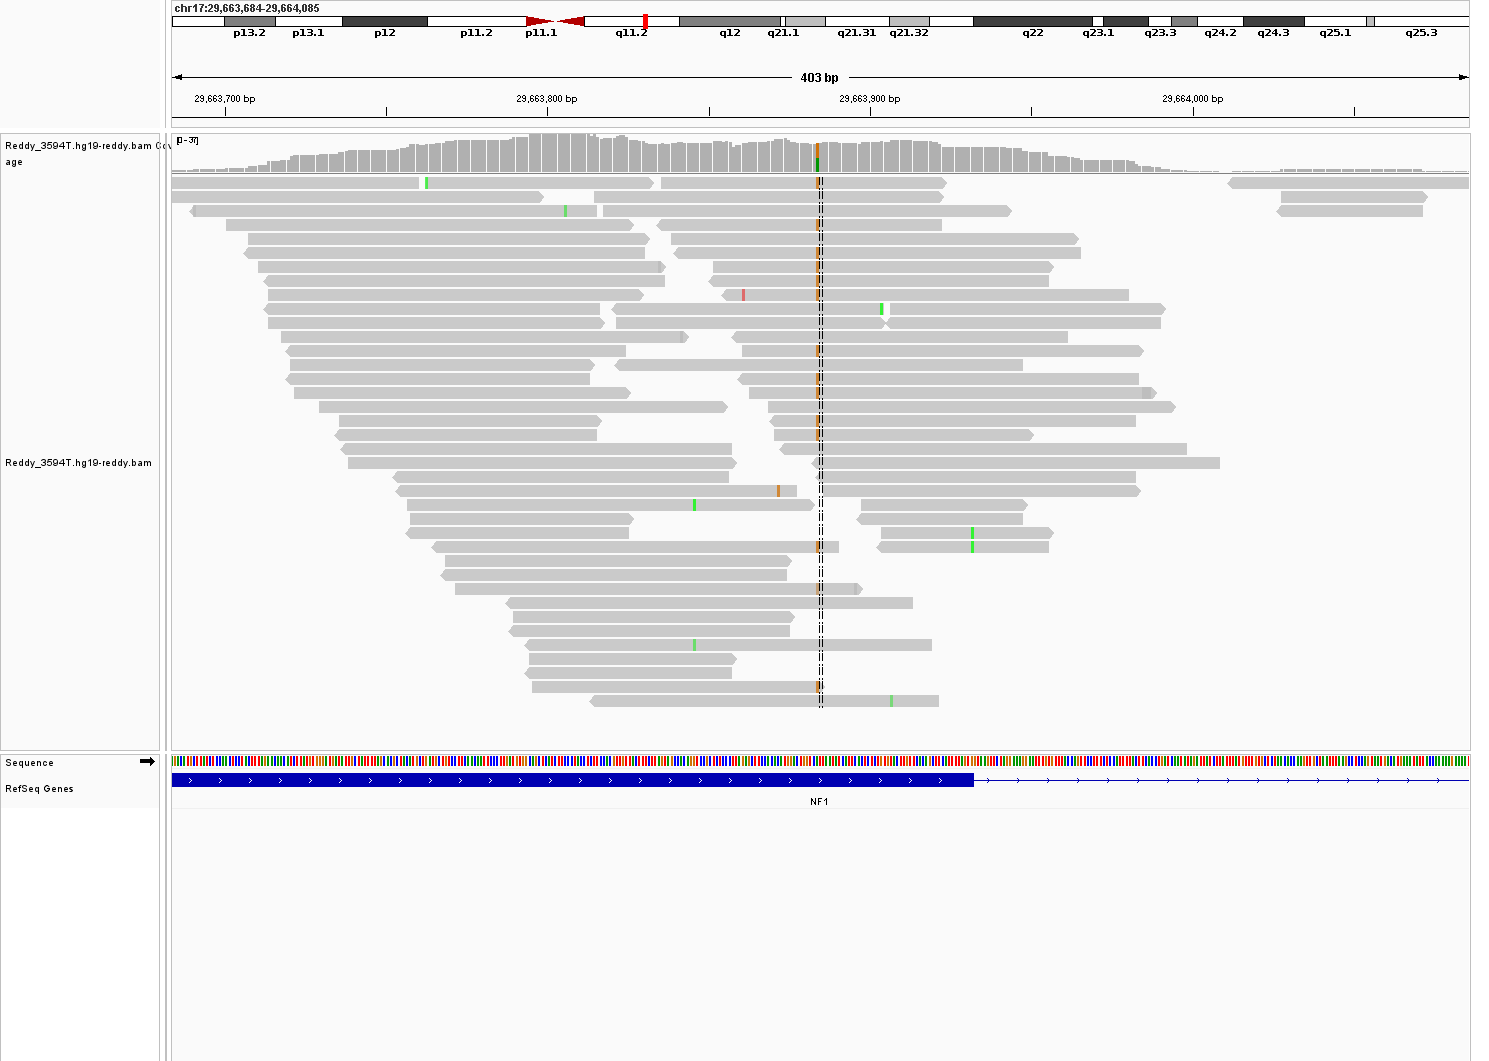 chr17:29,663,684-29,664,085
p13.2 p13.1 p12 p11.2 p11.1 q11.2 q12 q21.1 q21.31 q21.32 q22 q23.1 q23.3 q24.2 q24.3 q25.1 q25.3
403 bp
29,663,700 bp 29,663,800 bp 29,663,900 bp 29,664,000 bp
[0 - 37]
Reddy_3594T.hg19-reddy.bam Cov
age
Reddy_3594T.hg19-reddy.bam
Sequence
RefSeq Genes
NF1